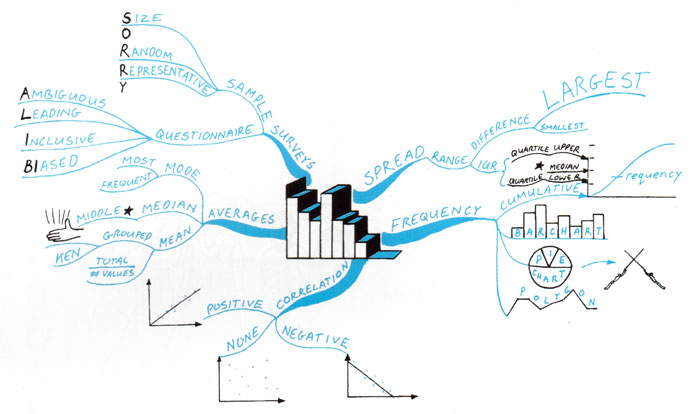 SIZE
O
RANDOM
REPRESENTATIVE
Y
SAMPLE
SURVEYS
AMBIGUOUS
LEADING
INCLUSIVE
BIASED
QUESTIONNAIRE
AVERAGES
MODE
MOST
FREQUENT
MEDIAN
MIDDLE
MEAN
GROUPED
KEN
TOTAL
# VALUES
CORRELATION
POSITIVE
NONE
NEGATIVE
SPREAD
RANGE
DIFFERENCE
LARGEST
SMALLEST
IQR
QUARTILE UPPER
MEDIAN
QUARTILE LOWER
FREQUENCY
CUMULATIVE
requency
BARCHART
PIE
CHART
POLYGON